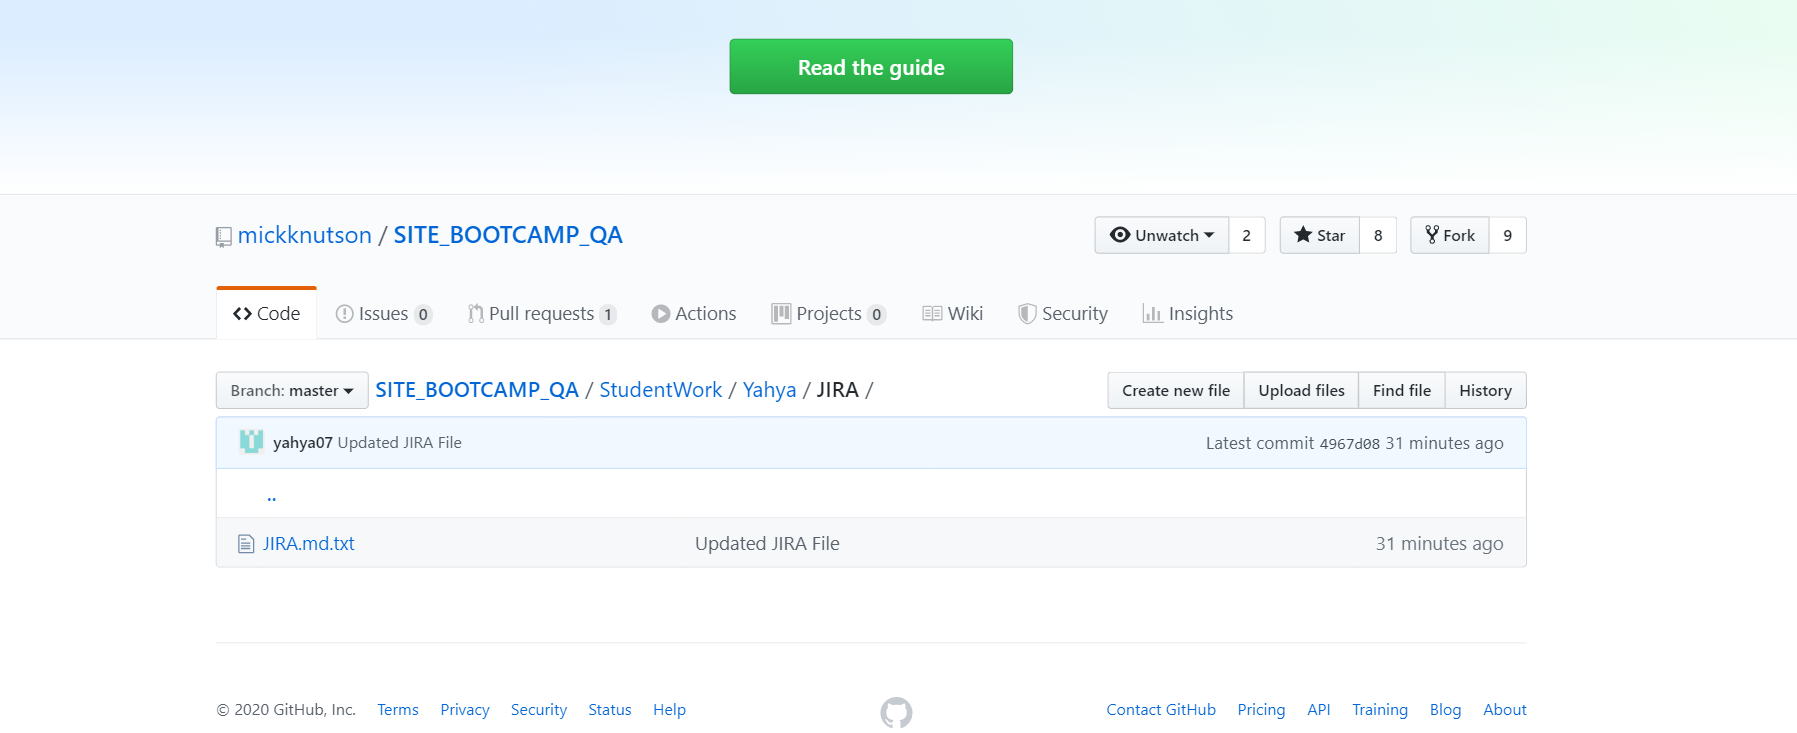 Read the guide
mickknutson / SITE_BOOTCAMP_QA
Unwatch 2 Star 8 Fork 9
Code Issues 0 Pull requests 1 Actions Projects 0 Wiki Security Insights
Branch: master SITE_BOOTCAMP_QA / StudentWork / Yahya / JIRA / Create new file Upload files Find file History
yahya07 Updated JIRA File Latest commit 4967d08 31 minutes ago
..
JIRA.md.txt Updated JIRA File 31 minutes ago
© 2020 GitHub, Inc. Terms Privacy Security Status Help Contact GitHub Pricing API Training Blog About